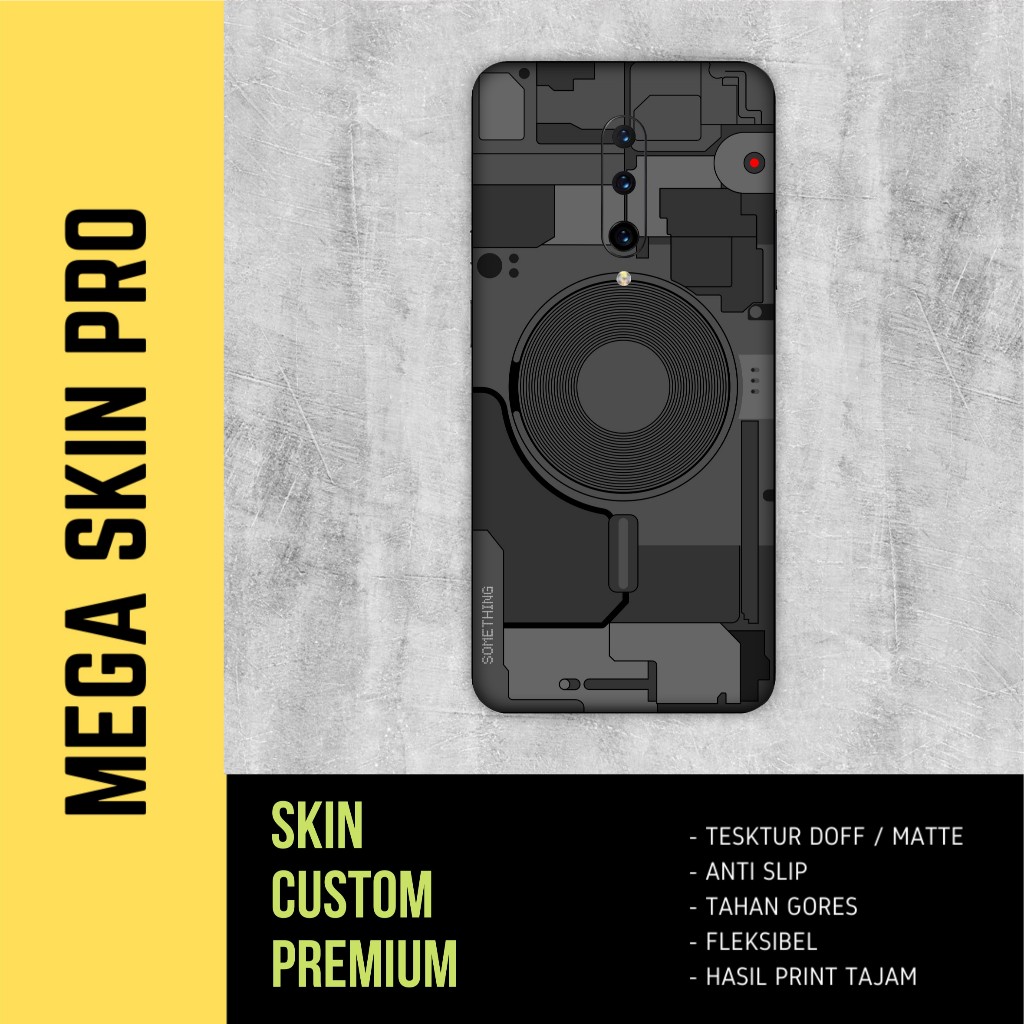 MEGA SKIN PRO
SOMETHING
SKIN
CUSTOM
PREMIUM
- TESKTUR DOFF / MATTE
- ANTI SLIP
- TAHAN GORES
- FLEKSIBEL
- HASIL PRINT TAJAM